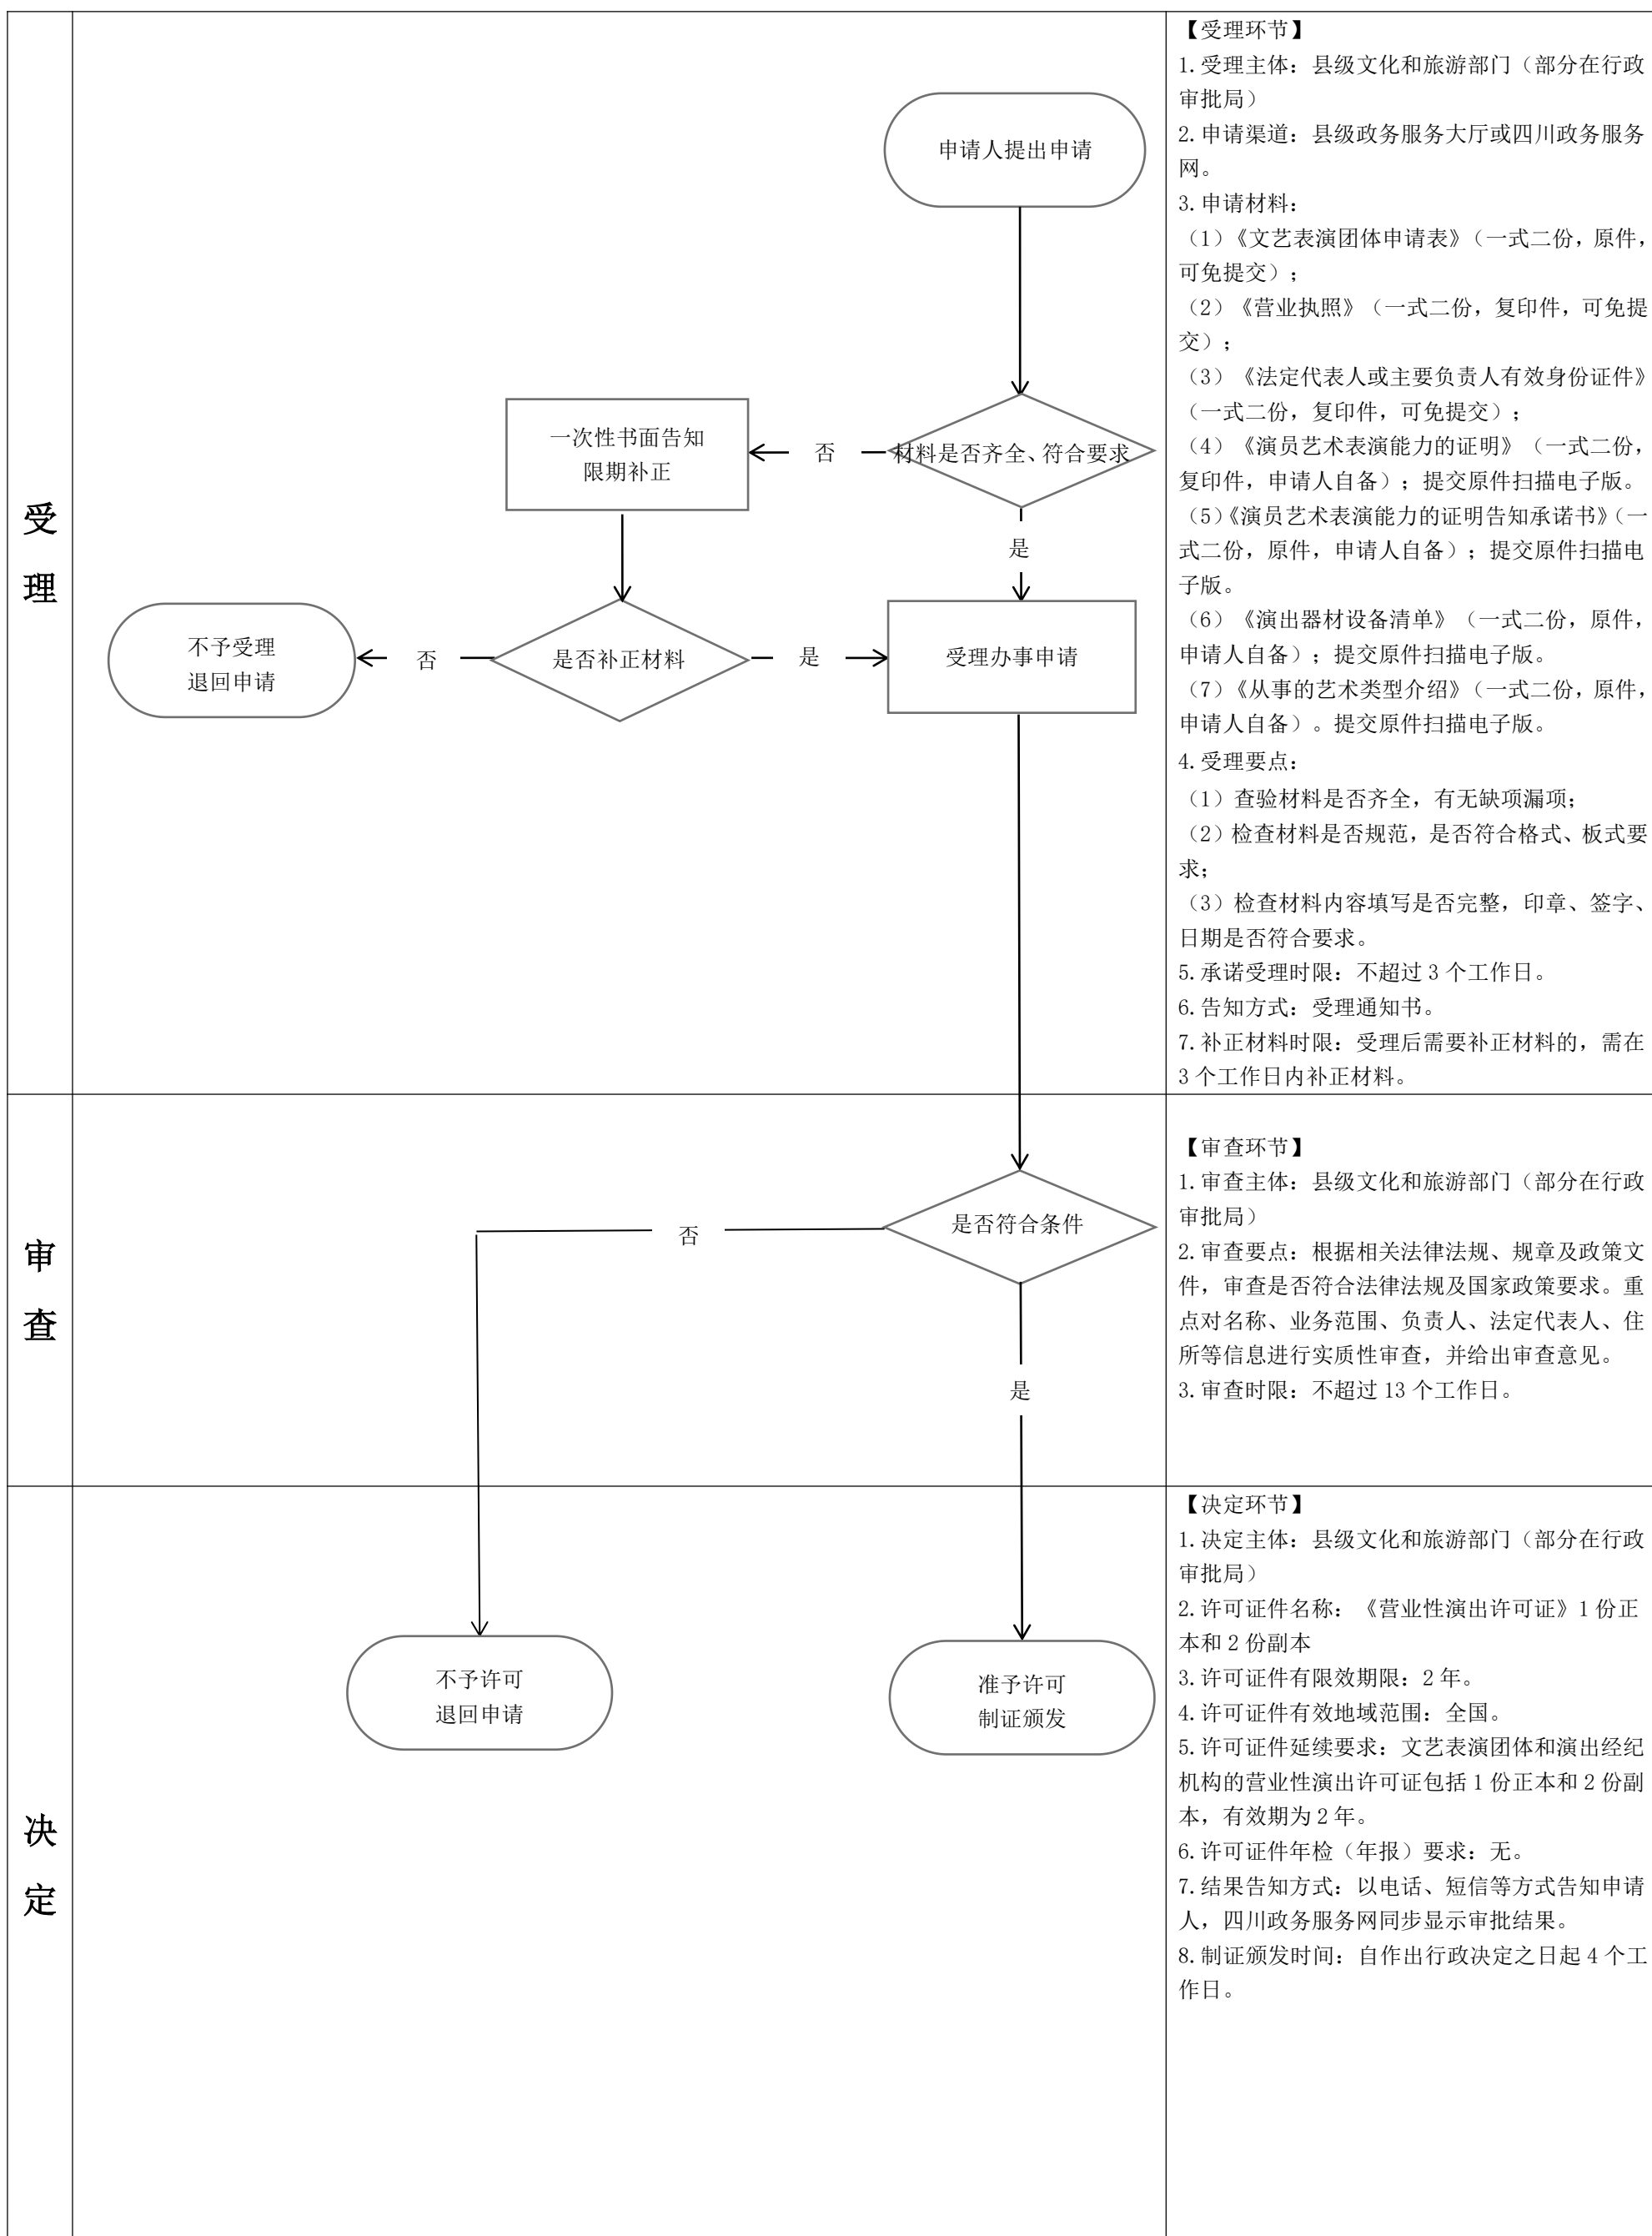 受
理
申请人提出申请
一次性书面告知
限期补正
否
材料是否齐全、符合要求
是
不予受理
退回申请
否
是否补正材料
是
受理办事申请
【受理环节】
1.受理主体：县级文化和旅游部门（部分在行政
审批局）
2.申请渠道：县级政务服务大厅或四川政务服务
网。
3.申请材料：
（1）《文艺表演团体申请表》（一式二份，原件，
可免提交）；
（2）《营业执照》（一式二份，复印件，可免提
交）；
（3）《法定代表人或主要负责人有效身份证件》
（一式二份，复印件，可免提交）；
（4）《演员艺术表演能力的证明》（一式二份，
复印件，申请人自备）；提交原件扫描电子版。
（5）《演员艺术表演能力的证明告知承诺书》（一
式二份，原件，申请人自备）；提交原件扫描电
子版。
（6）《演出器材设备清单》（一式二份，原件，
申请人自备）；提交原件扫描电子版。
（7）《从事的艺术类型介绍》（一式二份，原件，
申请人自备）。提交原件扫描电子版。
4.受理要点：
（1）查验材料是否齐全，有无缺项漏项；
（2）检查材料是否规范，是否符合格式、板式要
求；
（3）检查材料内容填写是否完整，印章、签字、
日期是否符合要求。
5.承诺受理时限：不超过 3 个工作日。
6.告知方式：受理通知书。
7.补正材料时限：受理后需要补正材料的，需在
3 个工作日内补正材料。
审
查
否
是否符合条件
是
【审查环节】
1.审查主体：县级文化和旅游部门（部分在行政
审批局）
2.审查要点：根据相关法律法规、规章及政策文
件，审查是否符合法律法规及国家政策要求。重
点对名称、业务范围、负责人、法定代表人、住
所等信息进行实质性审查，并给出审查意见。
3.审查时限：不超过 13 个工作日。
决
定
不予许可
退回申请
准予许可
制证颁发
【决定环节】
1.决定主体：县级文化和旅游部门（部分在行政
审批局）
2.许可证件名称：《营业性演出许可证》1 份正
本和 2 份副本
3.许可证件有限效期限：2 年。
4.许可证件有效地域范围：全国。
5.许可证件延续要求：文艺表演团体和演出经纪
机构的营业性演出许可证包括 1 份正本和 2 份副
本，有效期为 2 年。
6.许可证件年检（年报）要求：无。
7.结果告知方式：以电话、短信等方式告知申请
人，四川政务服务网同步显示审批结果。
8.制证颁发时间：自作出行政决定之日起 4 个工
作日。